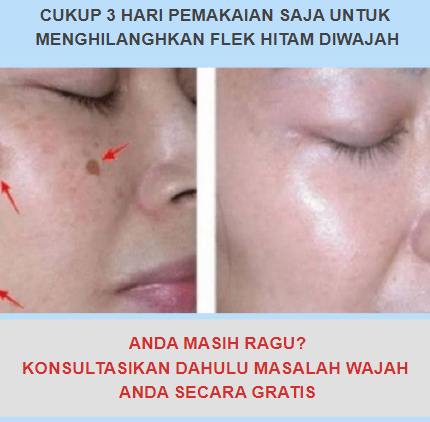 CUKUP 3 HARI PEMAKAIAN SAJA UNTUK
MENGHILANGHKAN FLEK HITAM DIWAJAH
ANDA MASIH RAGU?
KONSULTASIKAN DAHULU MASALAH WAJAH
ANDA SECARA GRATIS